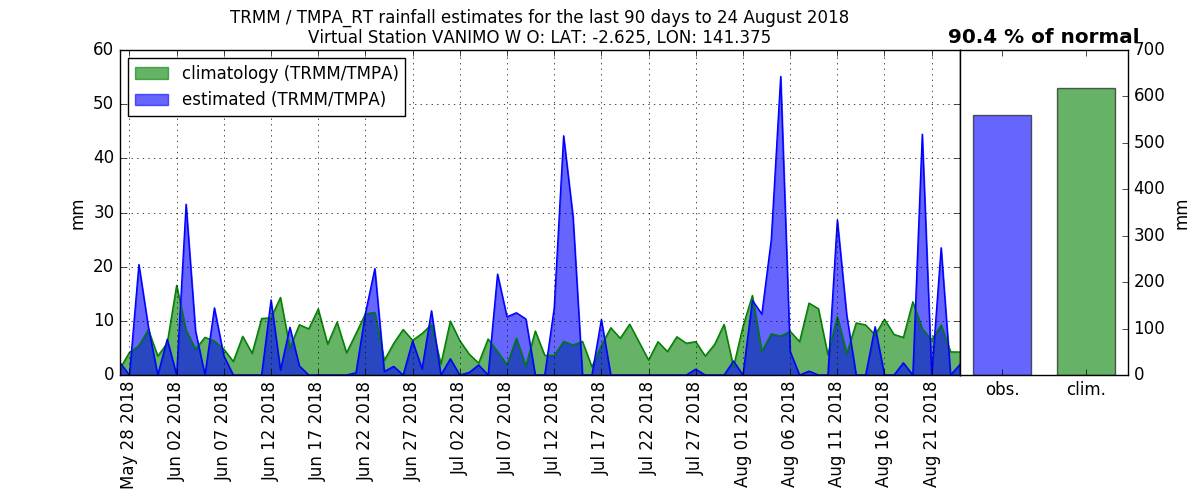 TRMM / TMPA_RT rainfall estimates for the last 90 days to 24 August 2018
Virtual Station VANIMO W O: LAT: -2.625, LON: 141.375
90.4 % of normal
climatology (TRMM/TMPA)
estimated (TRMM/TMPA)
60
50
40
30
20
10
0
mm
May 28 2018
Jun 02 2018
Jun 07 2018
Jun 12 2018
Jun 17 2018
Jun 22 2018
Jun 27 2018
Jul 02 2018
Jul 07 2018
Jul 12 2018
Jul 17 2018
Jul 22 2018
Jul 27 2018
Aug 01 2018
Aug 06 2018
Aug 11 2018
Aug 16 2018
Aug 21 2018
obs.
clim.
700
600
500
400
300
200
100
0
mm